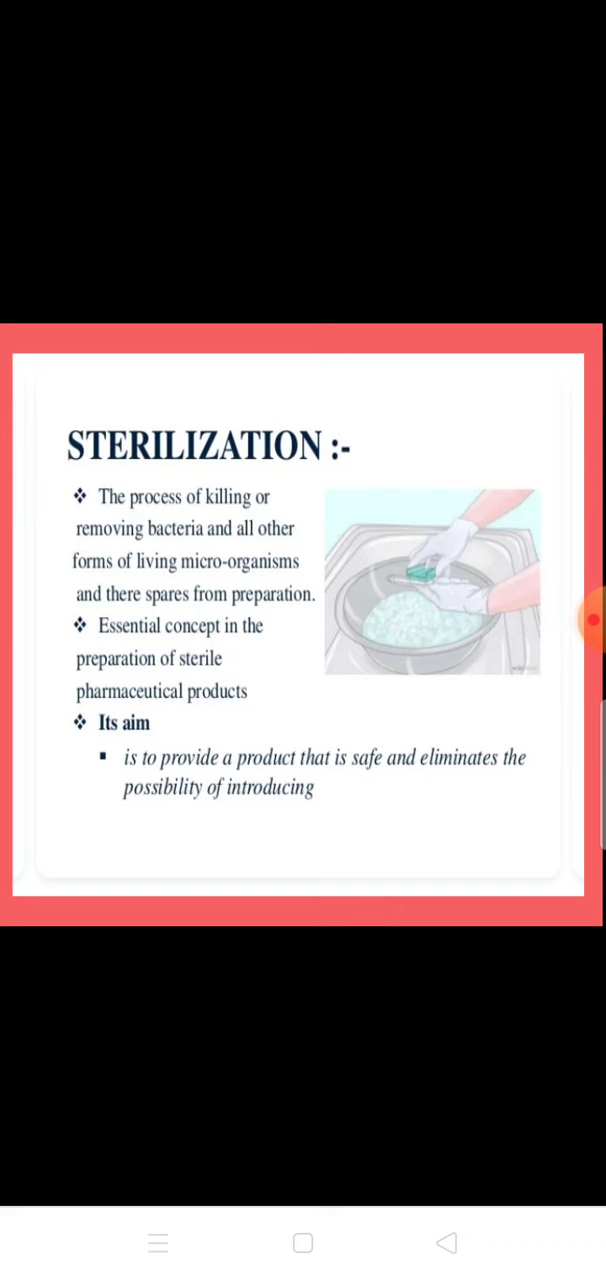 STERILIZATION :-
❖ The process of killing or
removing bacteria and all other
forms of living micro-organisms
and there spares from preparation.
❖ Essential concept in the
preparation of sterile
pharmaceutical products
❖ Its aim
▪ is to provide a product that is safe and eliminates the
possibility of introducing